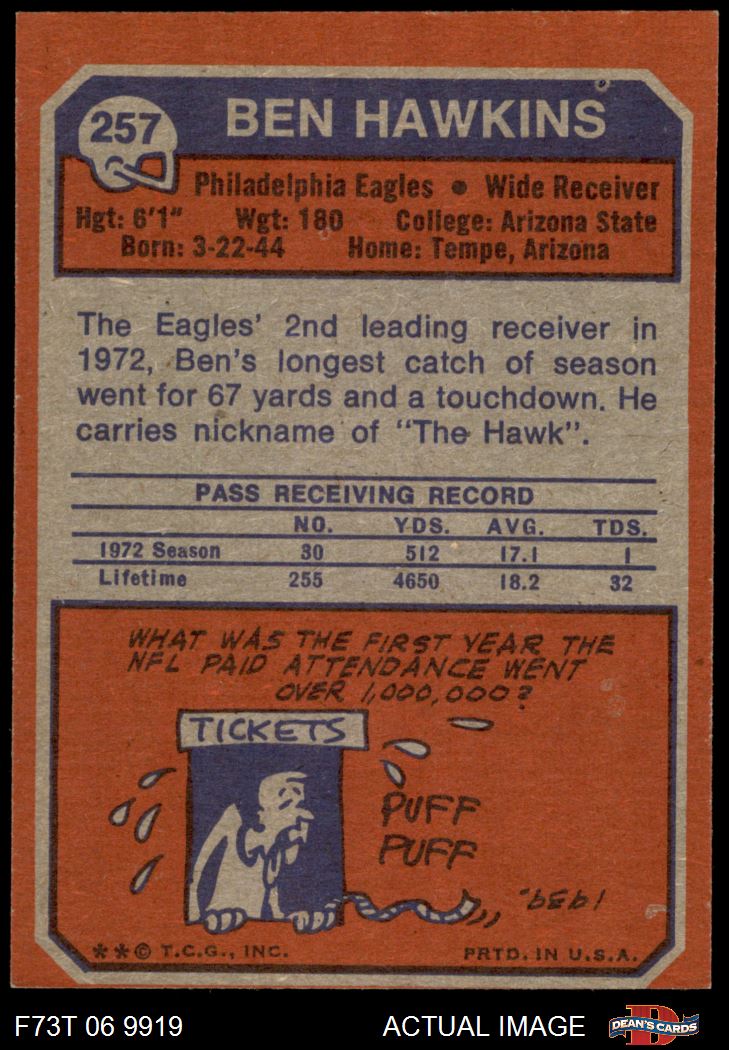 257
BEN HAWKINS
Philadelphia Eagles • Wide Receiver
Hgt: 6'1" Wgt: 180 College: Arizona State
Born: 3-22-44 Home: Tempe, Arizona
The Eagles' 2nd leading receiver in
1972, Ben's longest catch of season
went for 67 yards and a touchdown. He
carries nickname of "The Hawk".
PASS RECEIVING RECORD
NO. YDS. AVG. TDS.
1972 Season 30 512 17.1 1
Lifetime 255 4650 18.2 32
WHAT WAS THE FIRST YEAR THE
NFL PAID ATTENDANCE WENT
OVER 1,000,000?
TICKETS
PUFF
PUFF
1939.
**© T.C.G., INC. PRTD. IN U.S.A.
F73T 06 9919 ACTUAL IMAGE D DEAN'S CARDS